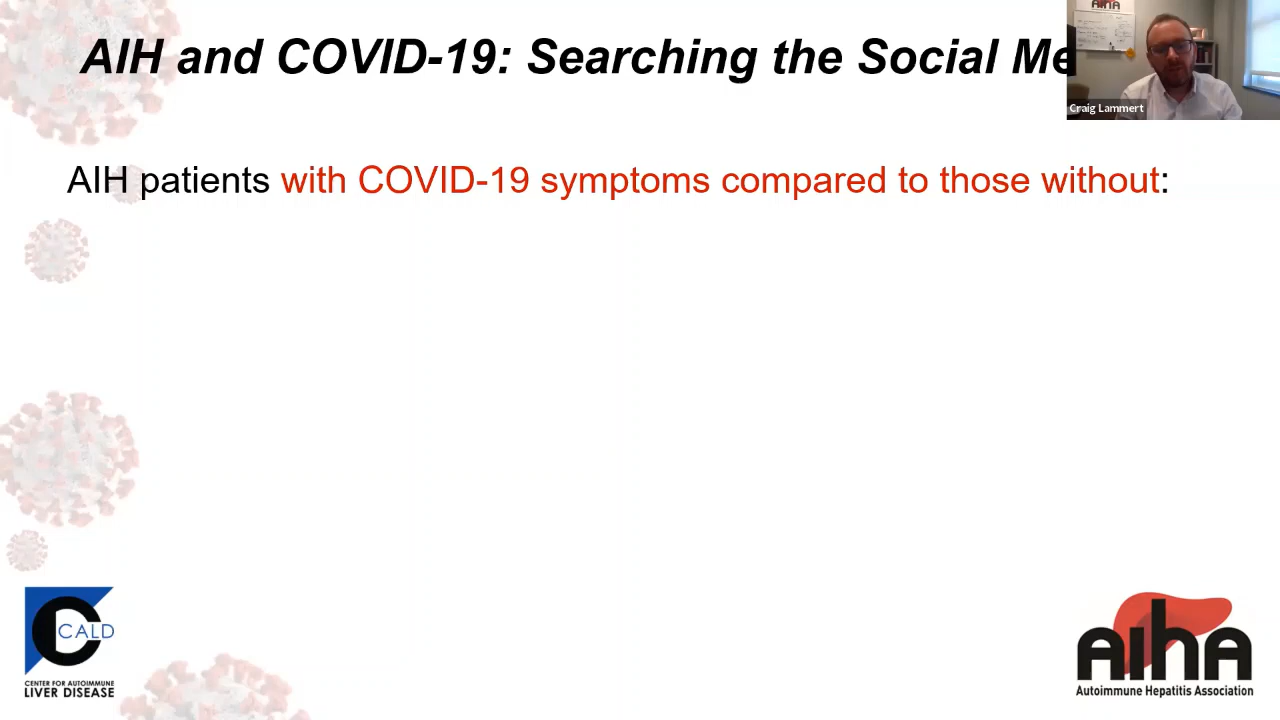 AIH and COVID-19: Searching the Social Me
Craig Lammert
AIH patients with COVID-19 symptoms compared to those without:
CALD
CENTER FOR AUTOIMMUNE
LIVER DISEASE
AIHA
Autoimmune Hepatitis Association